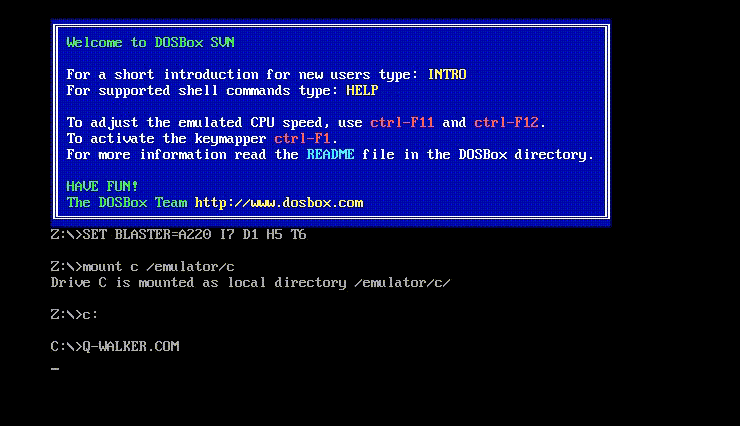 Welcome to DOSBox SVN
For a short introduction for new users type: INTRO
For supported shell commands type: HELP
To adjust the emulated CPU speed, use ctrl-F11 and ctrl-F12.
To activate the keymapper ctrl-F1.
For more information read the README file in the DOSBox directory.
HAVE FUN!
The DOSBox Team http://www.dosbox.com
Z:\>SET BLASTER=A220 I7 D1 H5 T6
Z:\>mount c /emulator/c
Drive C is mounted as local directory /emulator/c/
Z:\>c:
C:\>Q-WALKER.COM
_